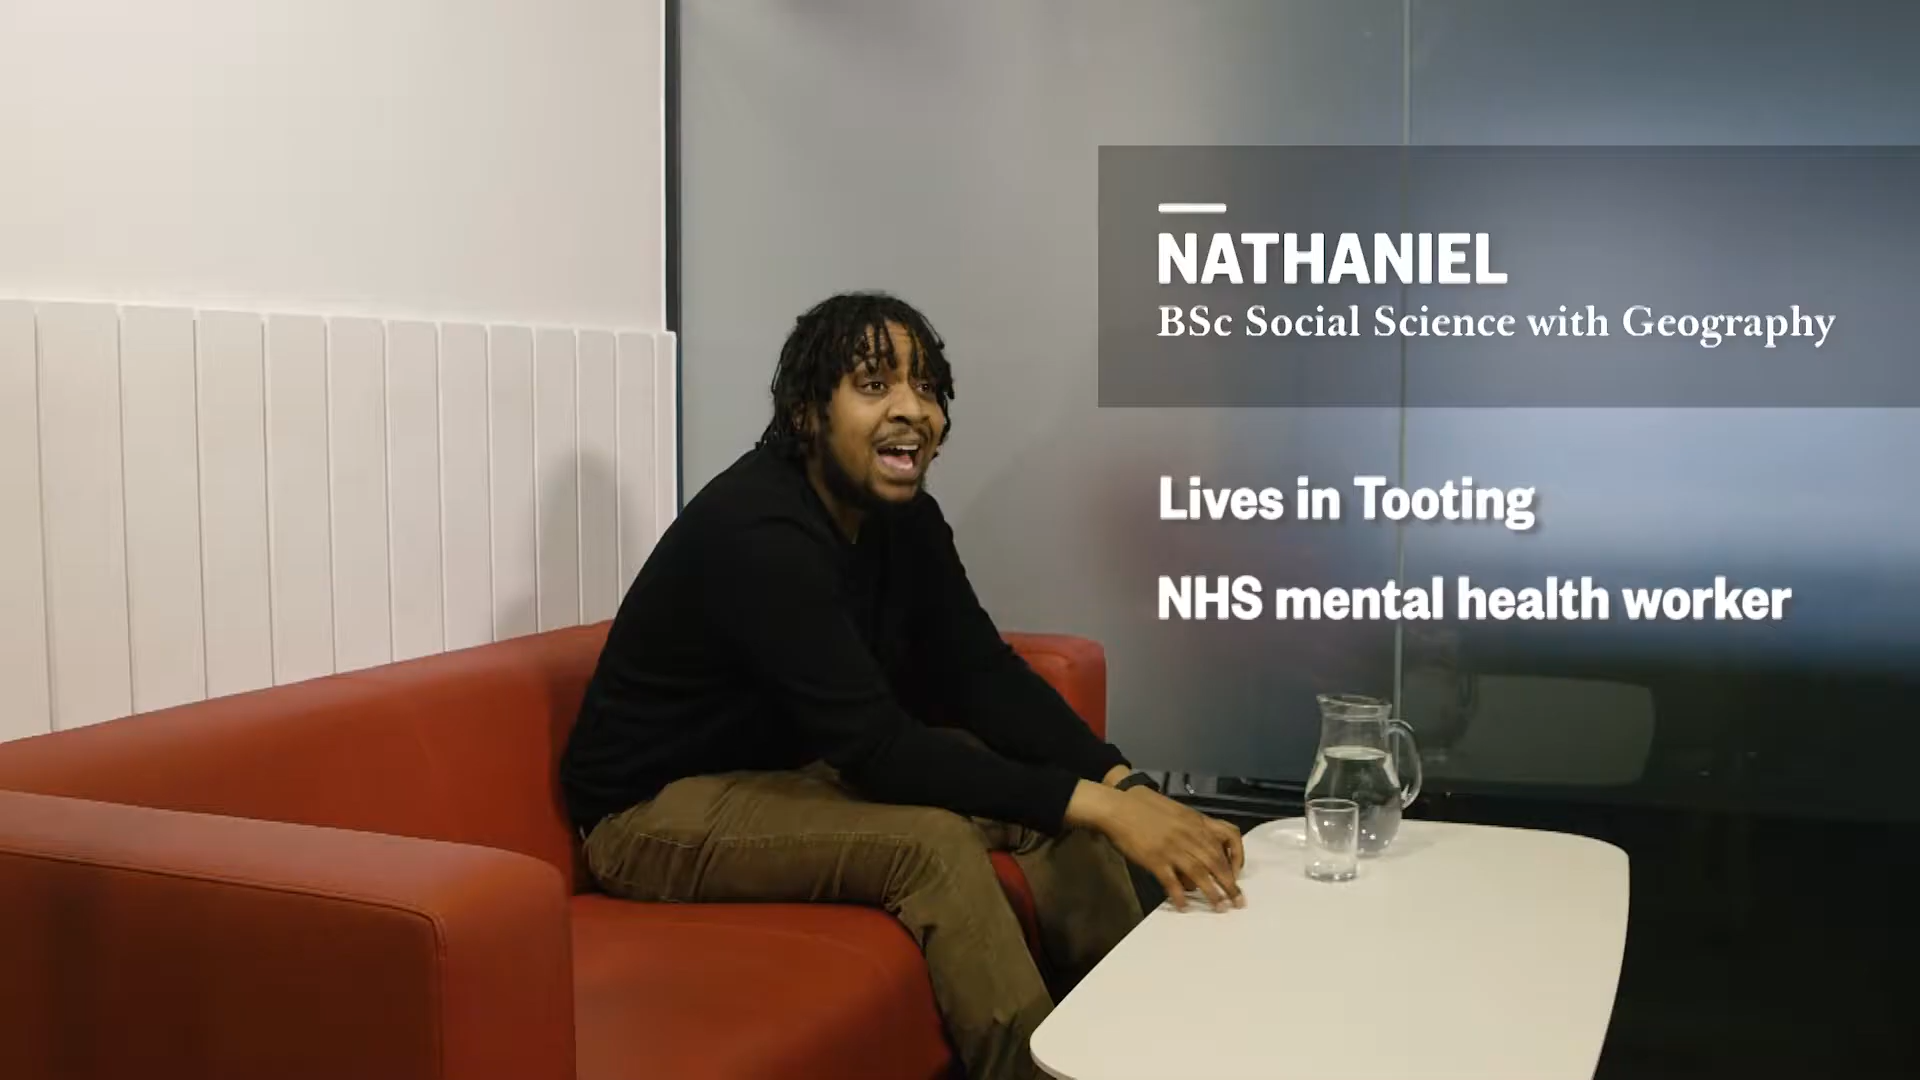 NATHANIEL
BSc Social Science with Geography
Lives in Tooting
NHS mental health worker